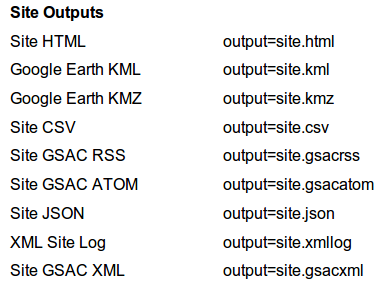 Site Outputs
Site HTML output=site.html
Google Earth KML output=site.kml
Google Earth KMZ output=site.kmz
Site CSV output=site.csv
Site GSAC RSS output=site.gsacrss
Site GSAC ATOM output=site.gsacatom
Site JSON output=site.json
XML Site Log output=site.xmllog
Site GSAC XML output=site.gsacxml